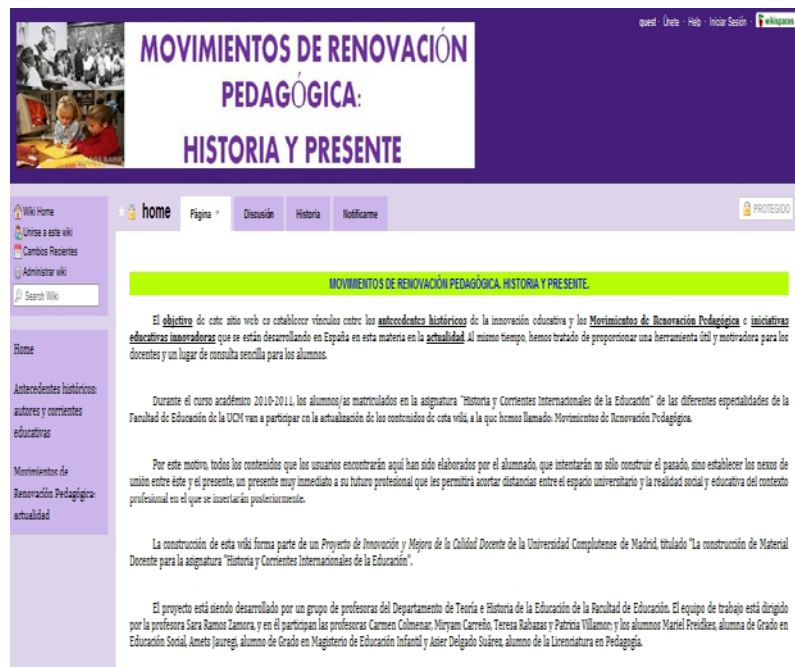 guest · Únete · Help · Iniciar Sesión · wikispaces
MOVIMIENTOS DE RENOVACIÓN
PEDAGÓGICA:
HISTORIA Y PRESENTE
Wiki Home
Unirse a este wiki
Cambios Recientes
Administrar wiki
Search Wiki
Home
Antecedentes históricos:
autores y corrientes
educativas
Movimientos de
Renovación Pedagógica:
actualidad
home Página Discusión Historia Notificarme PROTEGIDO
MOVIMIENTOS DE RENOVACIÓN PEDAGÓGICA. HISTORIA Y PRESENTE.
El objetivo de este sitio web es establecer vínculos entre los antecedentes históricos de la innovación educativa y los Movimientos de Renovación Pedagógica e iniciativas
educativas innovadoras que se están desarrollando en España en esta materia en la actualidad. Al mismo tiempo, hemos tratado de proporcionar una herramienta útil y motivadora para los
docentes y un lugar de consulta sencilla para los alumnos.
Durante el curso académico 2010-2011, los alumnos/as matriculados en la asignatura "Historia y Corrientes Internacionales de la Educación" de las diferentes especialidades de la
Facultad de Educación de la UCM van a participar en la actualización de los contenidos de esta wiki, a la que hemos llamado: Movimientos de Renovación Pedagógica.
Por este motivo, todos los contenidos que los usuarios encontrarán aquí han sido elaborados por el alumnado, que intentarán no sólo construir el pasado, sino establecer los nexos de
unión entre éste y el presente, un presente muy inmediato a su futuro profesional que les permitirá acortar distancias entre el espacio universitario y la realidad social y educativa del contexto
profesional en el que se insertarán posteriormente.
La construcción de esta wiki forma parte de un Proyecto de Innovación y Mejora de la Calidad Docente de la Universidad Complutense de Madrid, titulado "La construcción de Material
Docente para la asignatura "Historia y Corrientes Internacionales de la Educación".
El proyecto está siendo desarrollado por un grupo de profesoras del Departamento de Teoría e Historia de la Educación de la Facultad de Educación. El equipo de trabajo está dirigido
por la profesora Sara Ramos Zamora, y en él participan las profesoras Carmen Colmenar, Miryam Carreño, Teresa Rabazas y Patricia Villamor; y los alumnos Mariel Freidkes, alumna de Grado en
Educación Social, Amets Jauregi, alumno de Grado en Magisterio de Educación Infantil y Asier Delgado Suárez, alumno de la Licenciatura en Pedagogía.